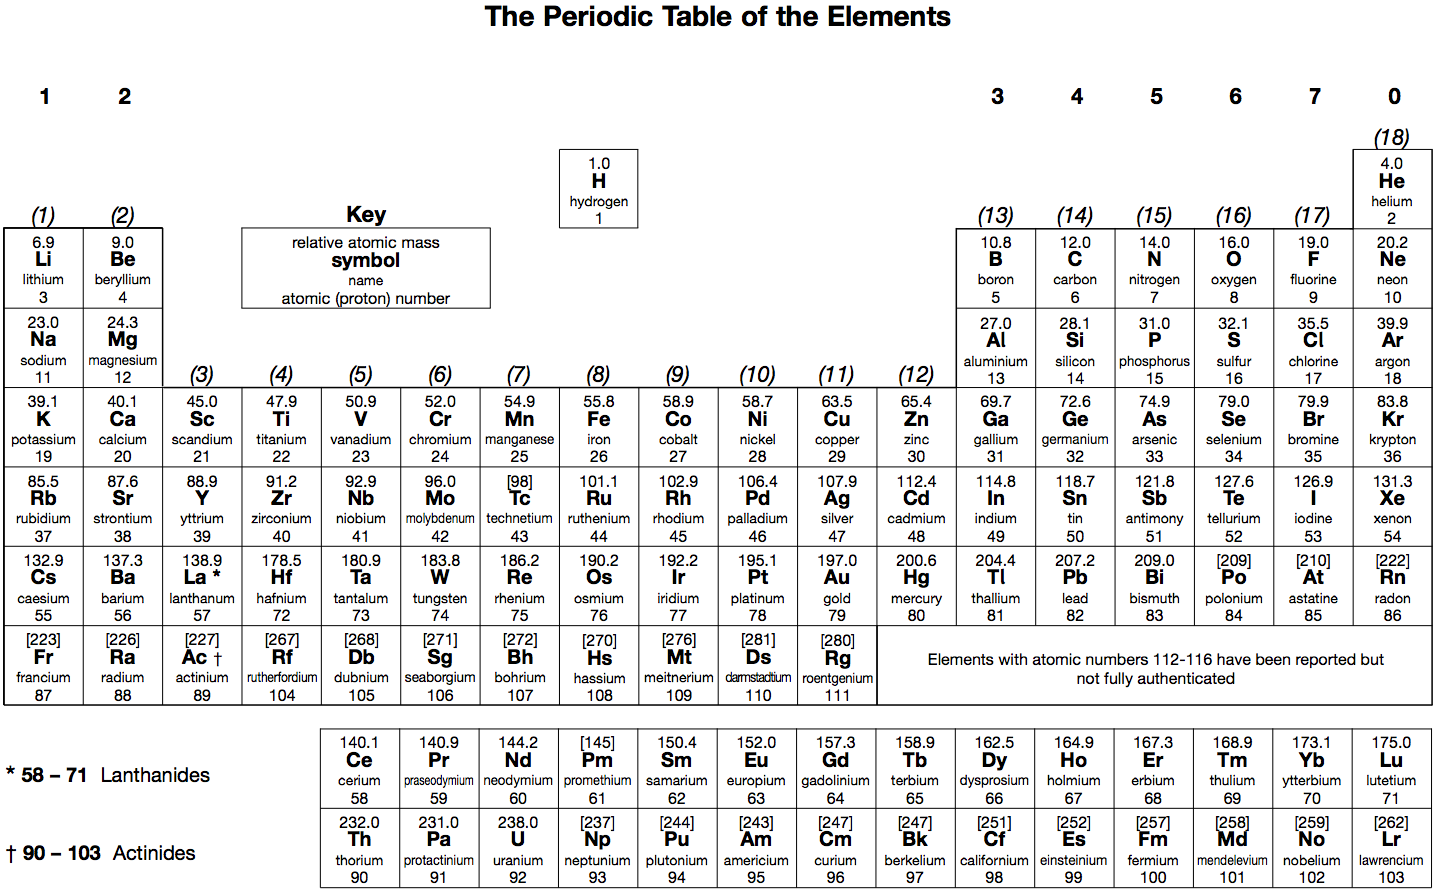 The Periodic Table of the Elements
1 2 3 4 5 6 7 0
(18)
1.0 4.0
H He
hydrogen helium
1 2
(1) (2) Key (13) (14) (15) (16) (17)
relative atomic mass
symbol
name
atomic (proton) number
6.9 9.0 10.8 12.0 14.0 16.0 19.0 20.2
Li Be B C N O F Ne
lithium beryllium boron carbon nitrogen oxygen fluorine neon
3 4 5 6 7 8 9 10
23.0 24.3 27.0 28.1 31.0 32.1 35.5 39.9
Na Mg Al Si P S Cl Ar
sodium magnesium aluminium silicon phosphorus sulfur chlorine argon
11 12 13 14 15 16 17 18
(3) (4) (5) (6) (7) (8) (9) (10) (11) (12)
39.1 40.1 45.0 47.9 50.9 52.0 54.9 55.8 58.9 58.7 63.5 65.4 69.7 72.6 74.9 79.0 79.9 83.8
K Ca Sc Ti V Cr Mn Fe Co Ni Cu Zn Ga Ge As Se Br Kr
potassium calcium scandium titanium vanadium chromium manganese iron cobalt nickel copper zinc gallium germanium arsenic selenium bromine krypton
19 20 21 22 23 24 25 26 27 28 29 30 31 32 33 34 35 36
85.5 87.6 88.9 91.2 92.9 96.0 [98] 101.1 102.9 106.4 107.9 112.4 114.8 118.7 121.8 127.6 126.9 131.3
Rb Sr Y Zr Nb Mo Tc Ru Rh Pd Ag Cd In Sn Sb Te I Xe
rubidium strontium yttrium zirconium niobium molybdenum technetium ruthenium rhodium palladium silver cadmium indium tin antimony tellurium iodine xenon
37 38 39 40 41 42 43 44 45 46 47 48 49 50 51 52 53 54
132.9 137.3 138.9 178.5 180.9 183.8 186.2 190.2 192.2 195.1 197.0 200.6 204.4 207.2 209.0 [209] [210] [222]
Cs Ba La * Hf Ta W Re Os Ir Pt Au Hg Tl Pb Bi Po At Rn
caesium barium lanthanum hafnium tantalum tungsten rhenium osmium iridium platinum gold mercury thallium lead bismuth polonium astatine radon
55 56 57 72 73 74 75 76 77 78 79 80 81 82 83 84 85 86
[223] [226] [227] [267] [268] [271] [272] [270] [276] [281] [280]
Fr Ra Ac † Rf Db Sg Bh Hs Mt Ds Rg
francium radium actinium rutherfordium dubnium seaborgium bohrium hassium meitnerium darmstadtium roentgenium
87 88 89 104 105 106 107 108 109 110 111
Elements with atomic numbers 112-116 have been reported but
not fully authenticated
* 58 – 71 Lanthanides
140.1 140.9 144.2 [145] 150.4 152.0 157.3 158.9 162.5 164.9 167.3 168.9 173.1 175.0
Ce Pr Nd Pm Sm Eu Gd Tb Dy Ho Er Tm Yb Lu
cerium praseodymium neodymium promethium samarium europium gadolinium terbium dysprosium holmium erbium thulium ytterbium lutetium
58 59 60 61 62 63 64 65 66 67 68 69 70 71
† 90 – 103 Actinides
232.0 231.0 238.0 [237] [244] [243] [247] [247] [251] [252] [257] [258] [259] [262]
Th Pa U Np Pu Am Cm Bk Cf Es Fm Md No Lr
thorium protactinium uranium neptunium plutonium americium curium berkelium californium einsteinium fermium mendelevium nobelium lawrencium
90 91 92 93 94 95 96 97 98 99 100 101 102 103